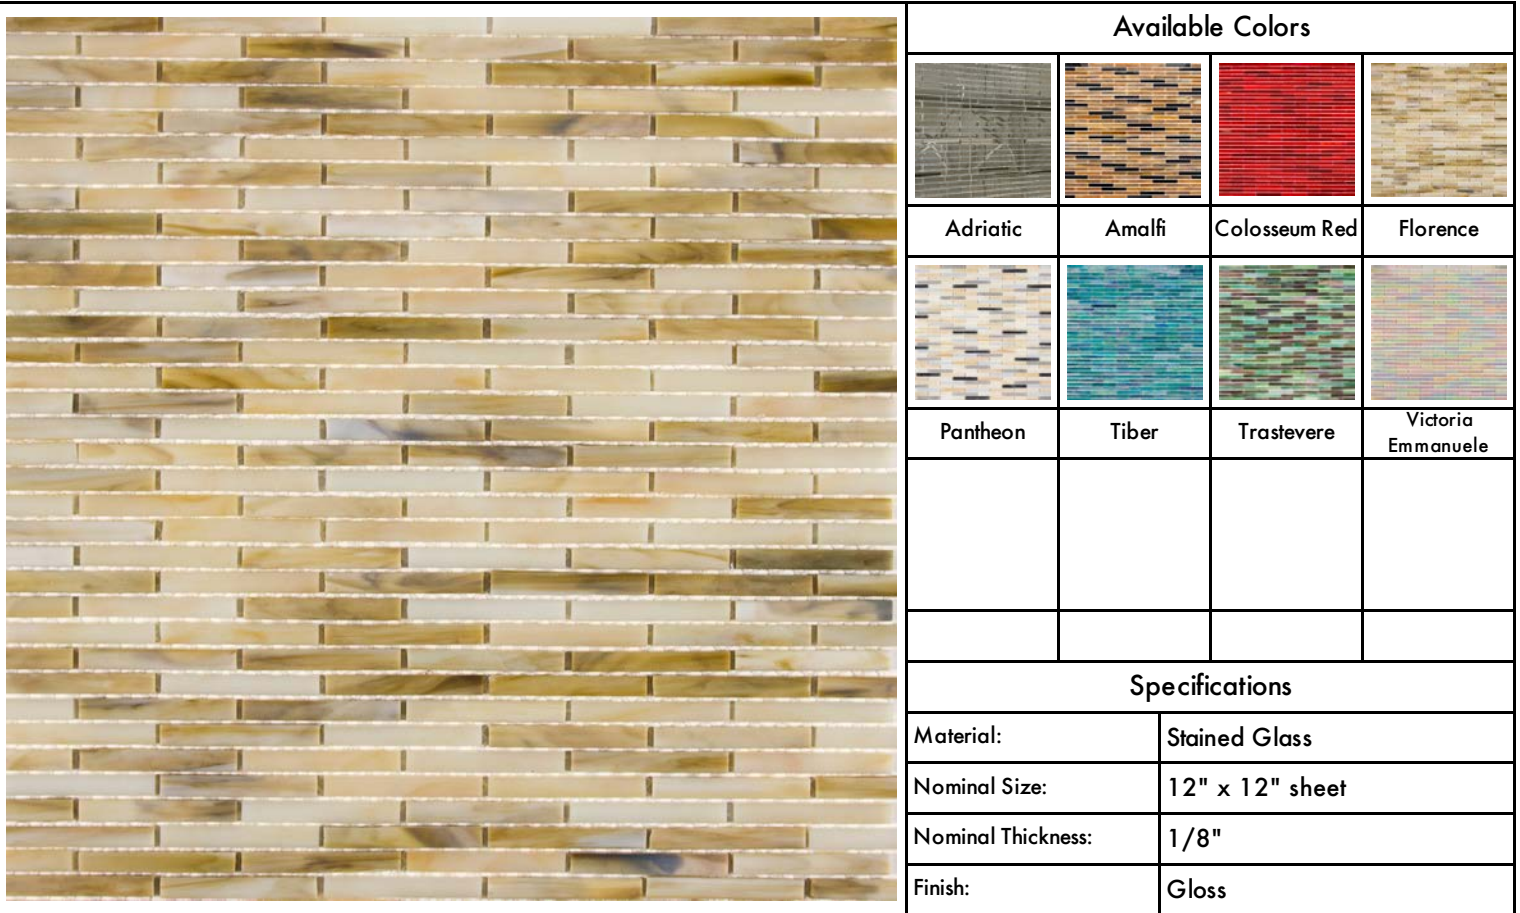 Available Colors
Adriatic
Amalfi
Colosseum Red
Florence
Pantheon
Tiber
Trastevere
Victoria
Emmanuele
Specifications
Material:
Stained Glass
Nominal Size:
12" x 12" sheet
Nominal Thickness:
1/8"
Finish:
Gloss